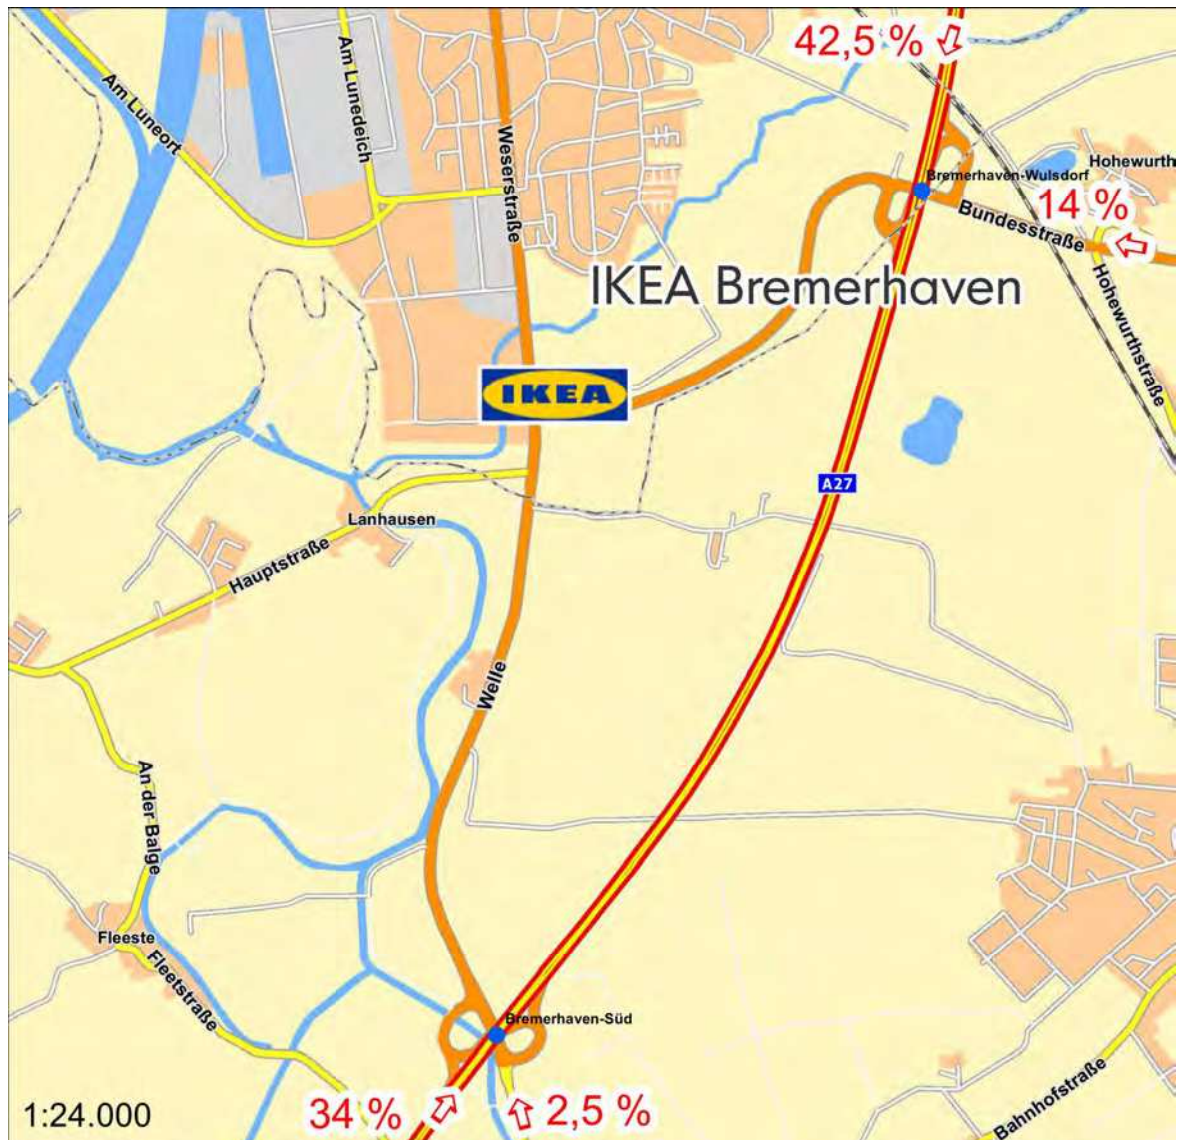 42,5 %
Am Luneort
Am Lunedeich
Weserstraße
Hohewurth
Bremerhaven-Wulsdorf
14 %
Bundesstraße
IKEA Bremerhaven
Hohewurthstraße
IKEA
A27
Lanhausen
Hauptstraße
Welle
An der Balge
Fleeste
Fleetstraße
Bremerhaven-Süd
34 %
2,5 %
Bahnhofstraße
1:24.000